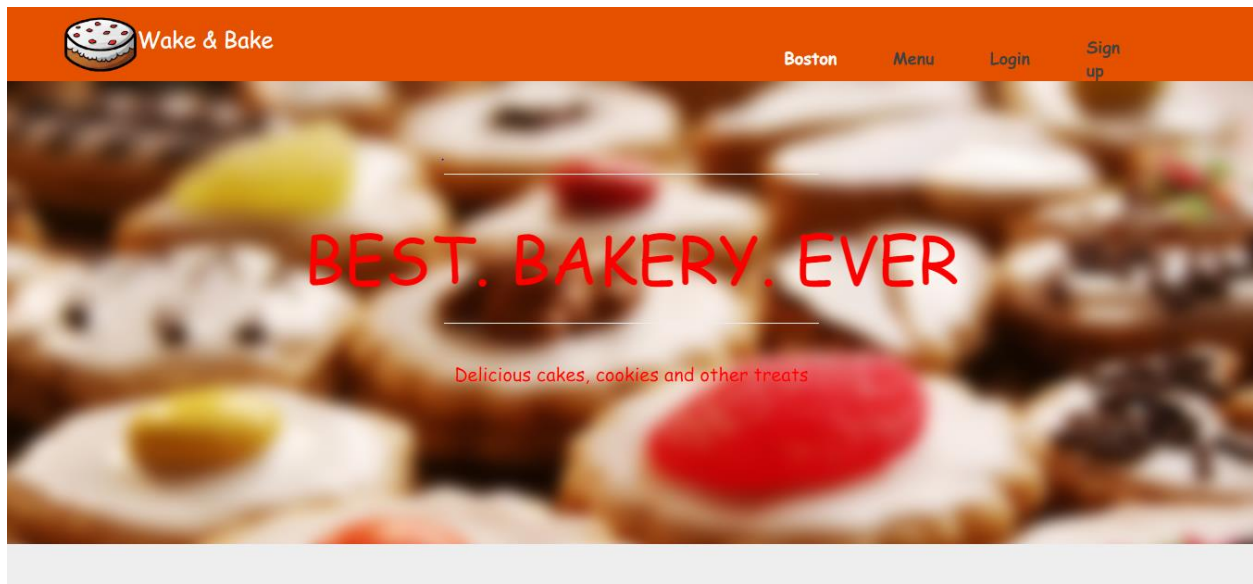 Wake & Bake
Boston
Menu
Login
Sign
up
.
BEST. BAKERY. EVER
Delicious cakes, cookies and other treats